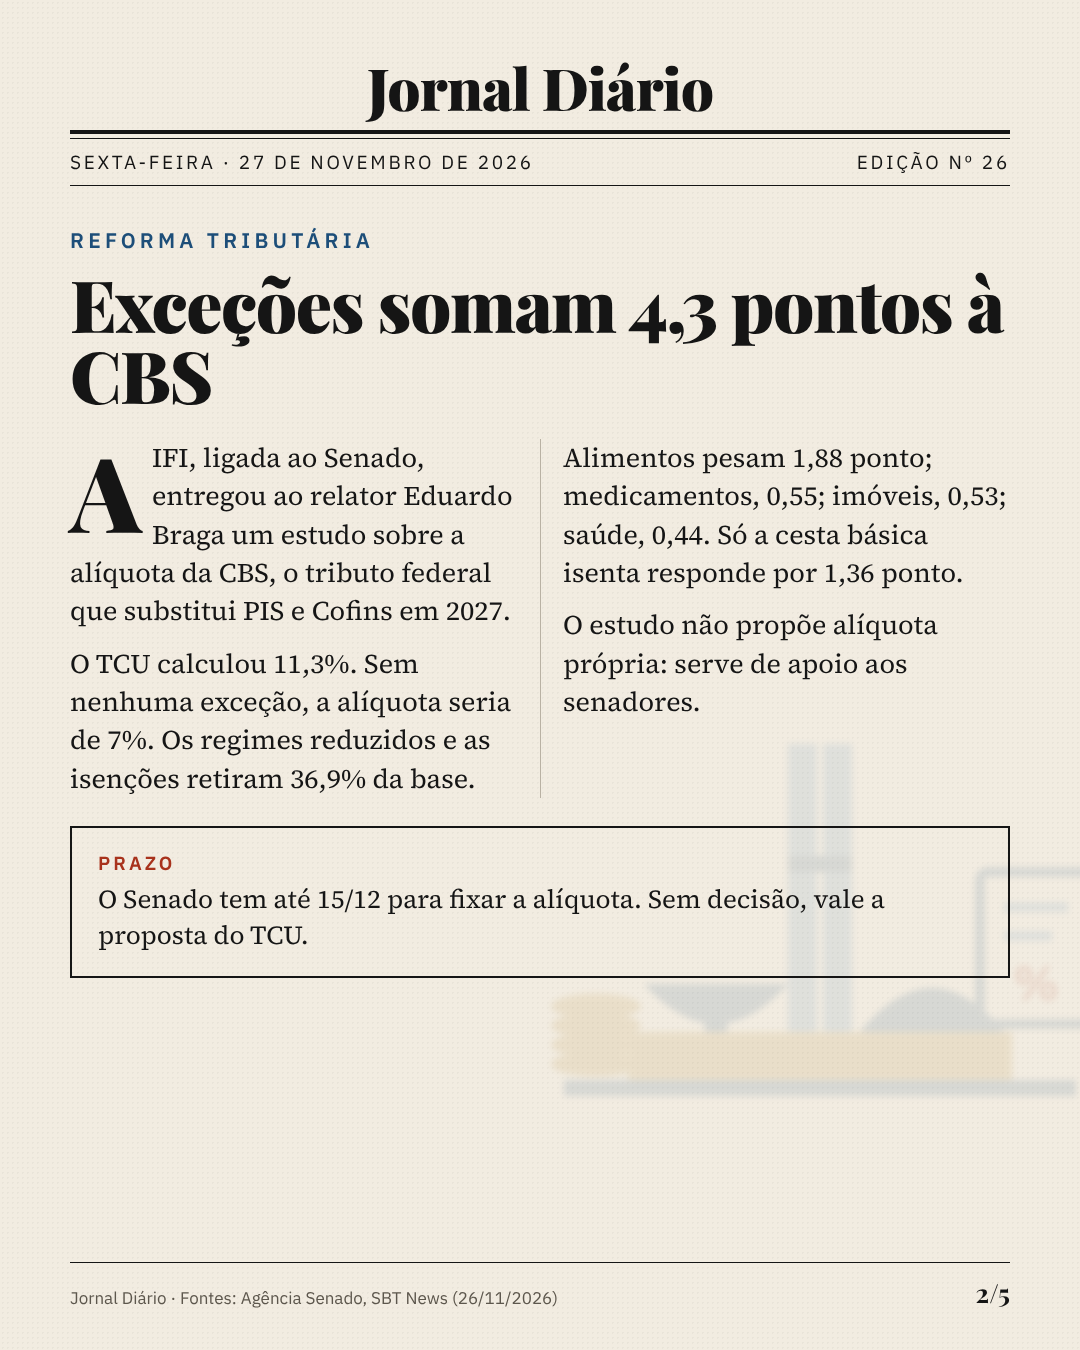 Jornal Diário
SEXTA-FEIRA · 27 DE NOVEMBRO DE 2026
EDIÇÃO Nº 26
REFORMA TRIBUTÁRIA
Exceções somam 4,3 pontos à
CBS
A IFI, ligada ao Senado,
entregou ao relator Eduardo
Braga um estudo sobre a
alíquota da CBS, o tributo federal
que substitui PIS e Cofins em 2027.
O TCU calculou 11,3%. Sem
nenhuma exceção, a alíquota seria
de 7%. Os regimes reduzidos e as
isenções retiram 36,9% da base.
Alimentos pesam 1,88 ponto;
medicamentos, 0,55; imóveis, 0,53;
saúde, 0,44. Só a cesta básica
isenta responde por 1,36 ponto.
O estudo não propõe alíquota
própria: serve de apoio aos
senadores.
PRAZO
O Senado tem até 15/12 para fixar a alíquota. Sem decisão, vale a
proposta do TCU.
%
Jornal Diário · Fontes: Agência Senado, SBT News (26/11/2026)
2/5